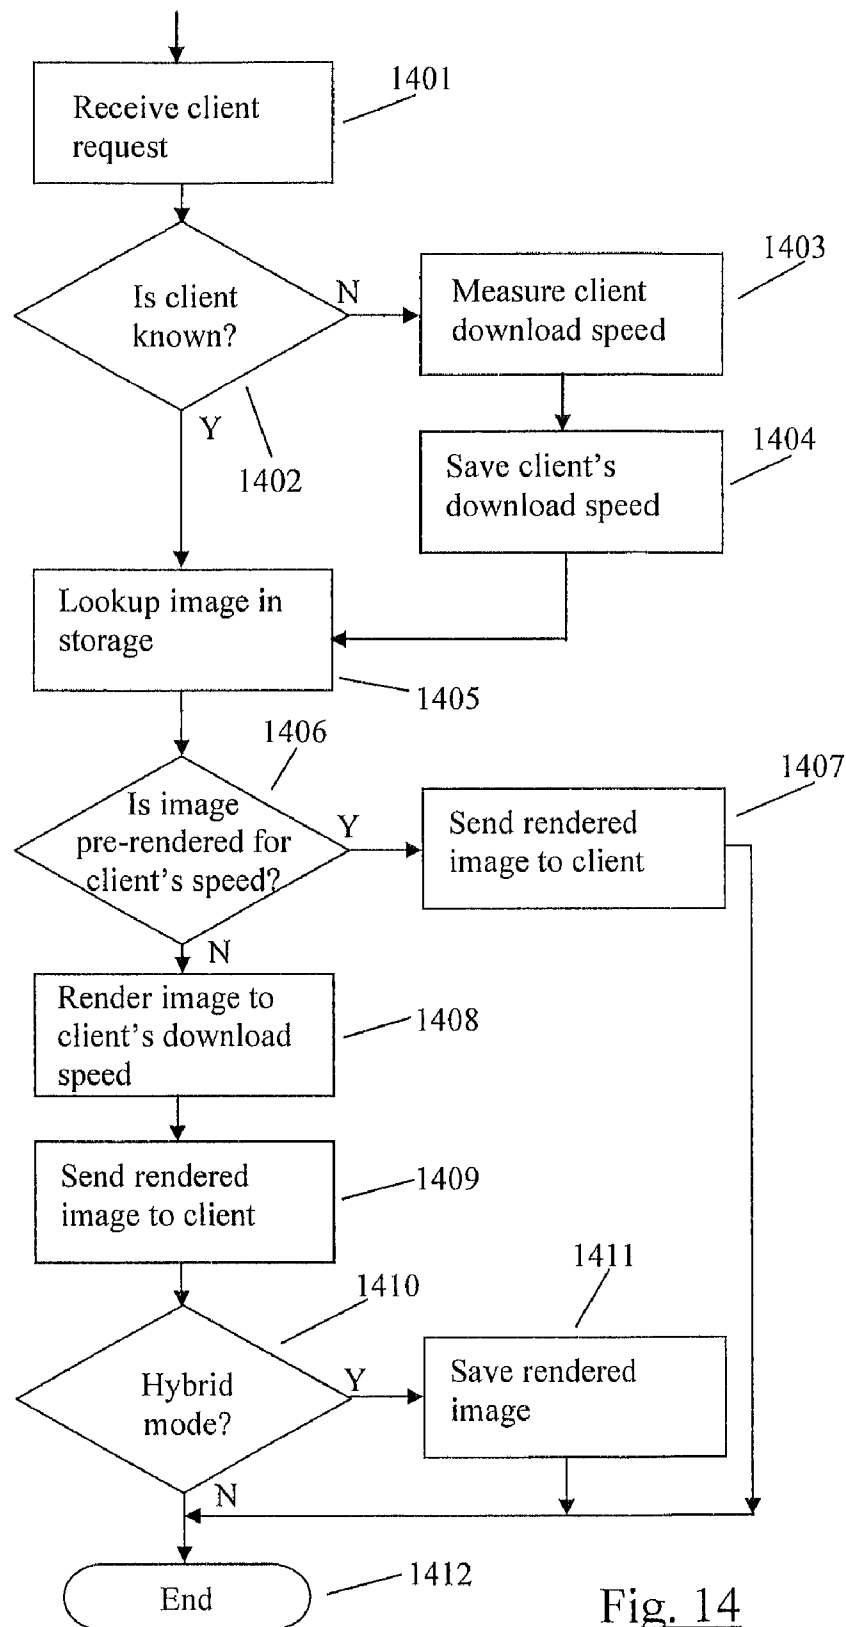 1401
Receive client
request
1403
Is client
known?
N
Measure client
download speed
Y
1402
1404
Save client's
download speed
Lookup image in
storage
1405
1406
1407
Is image
pre-rendered for
client's speed?
Y
Send rendered
image to client
N
Render image to
client's download
speed
1408
Send rendered
image to client
1409
1410
1411
Hybrid
mode?
Y
Save rendered
image
N
End
1412
Fig. 14